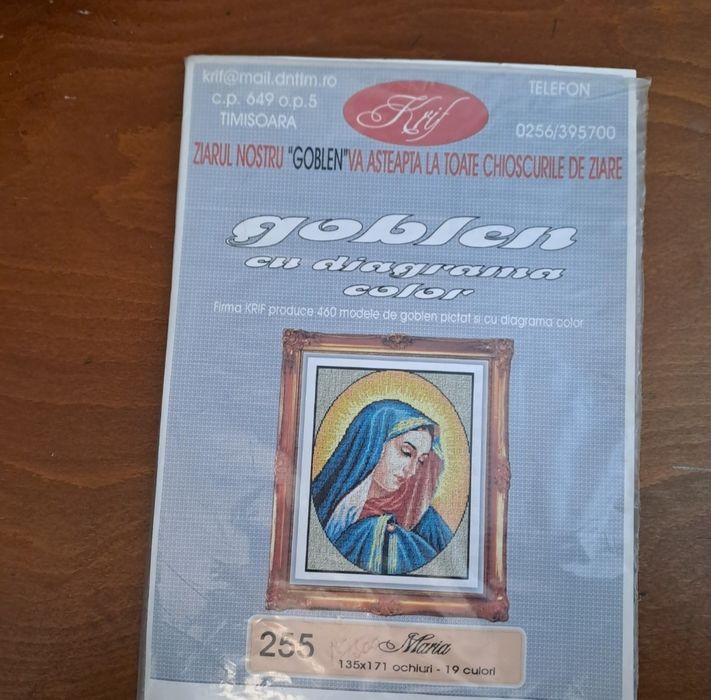 krif@mail.dnttm.ro
c.p. 649 o.p.5
TIMISOARA
Krif
TELEFON
0256/395700
ZIARUL NOSTRU "GOBLEN"VA ASTEAPTA LA TOATE CHIOSCURILE DE ZIARE
goblen
cu diagrama
color
Firma KRIF produce 460 modele de goblen pictat si cu diagrama color
255
Maria
135x171 ochiuri - 19 culori